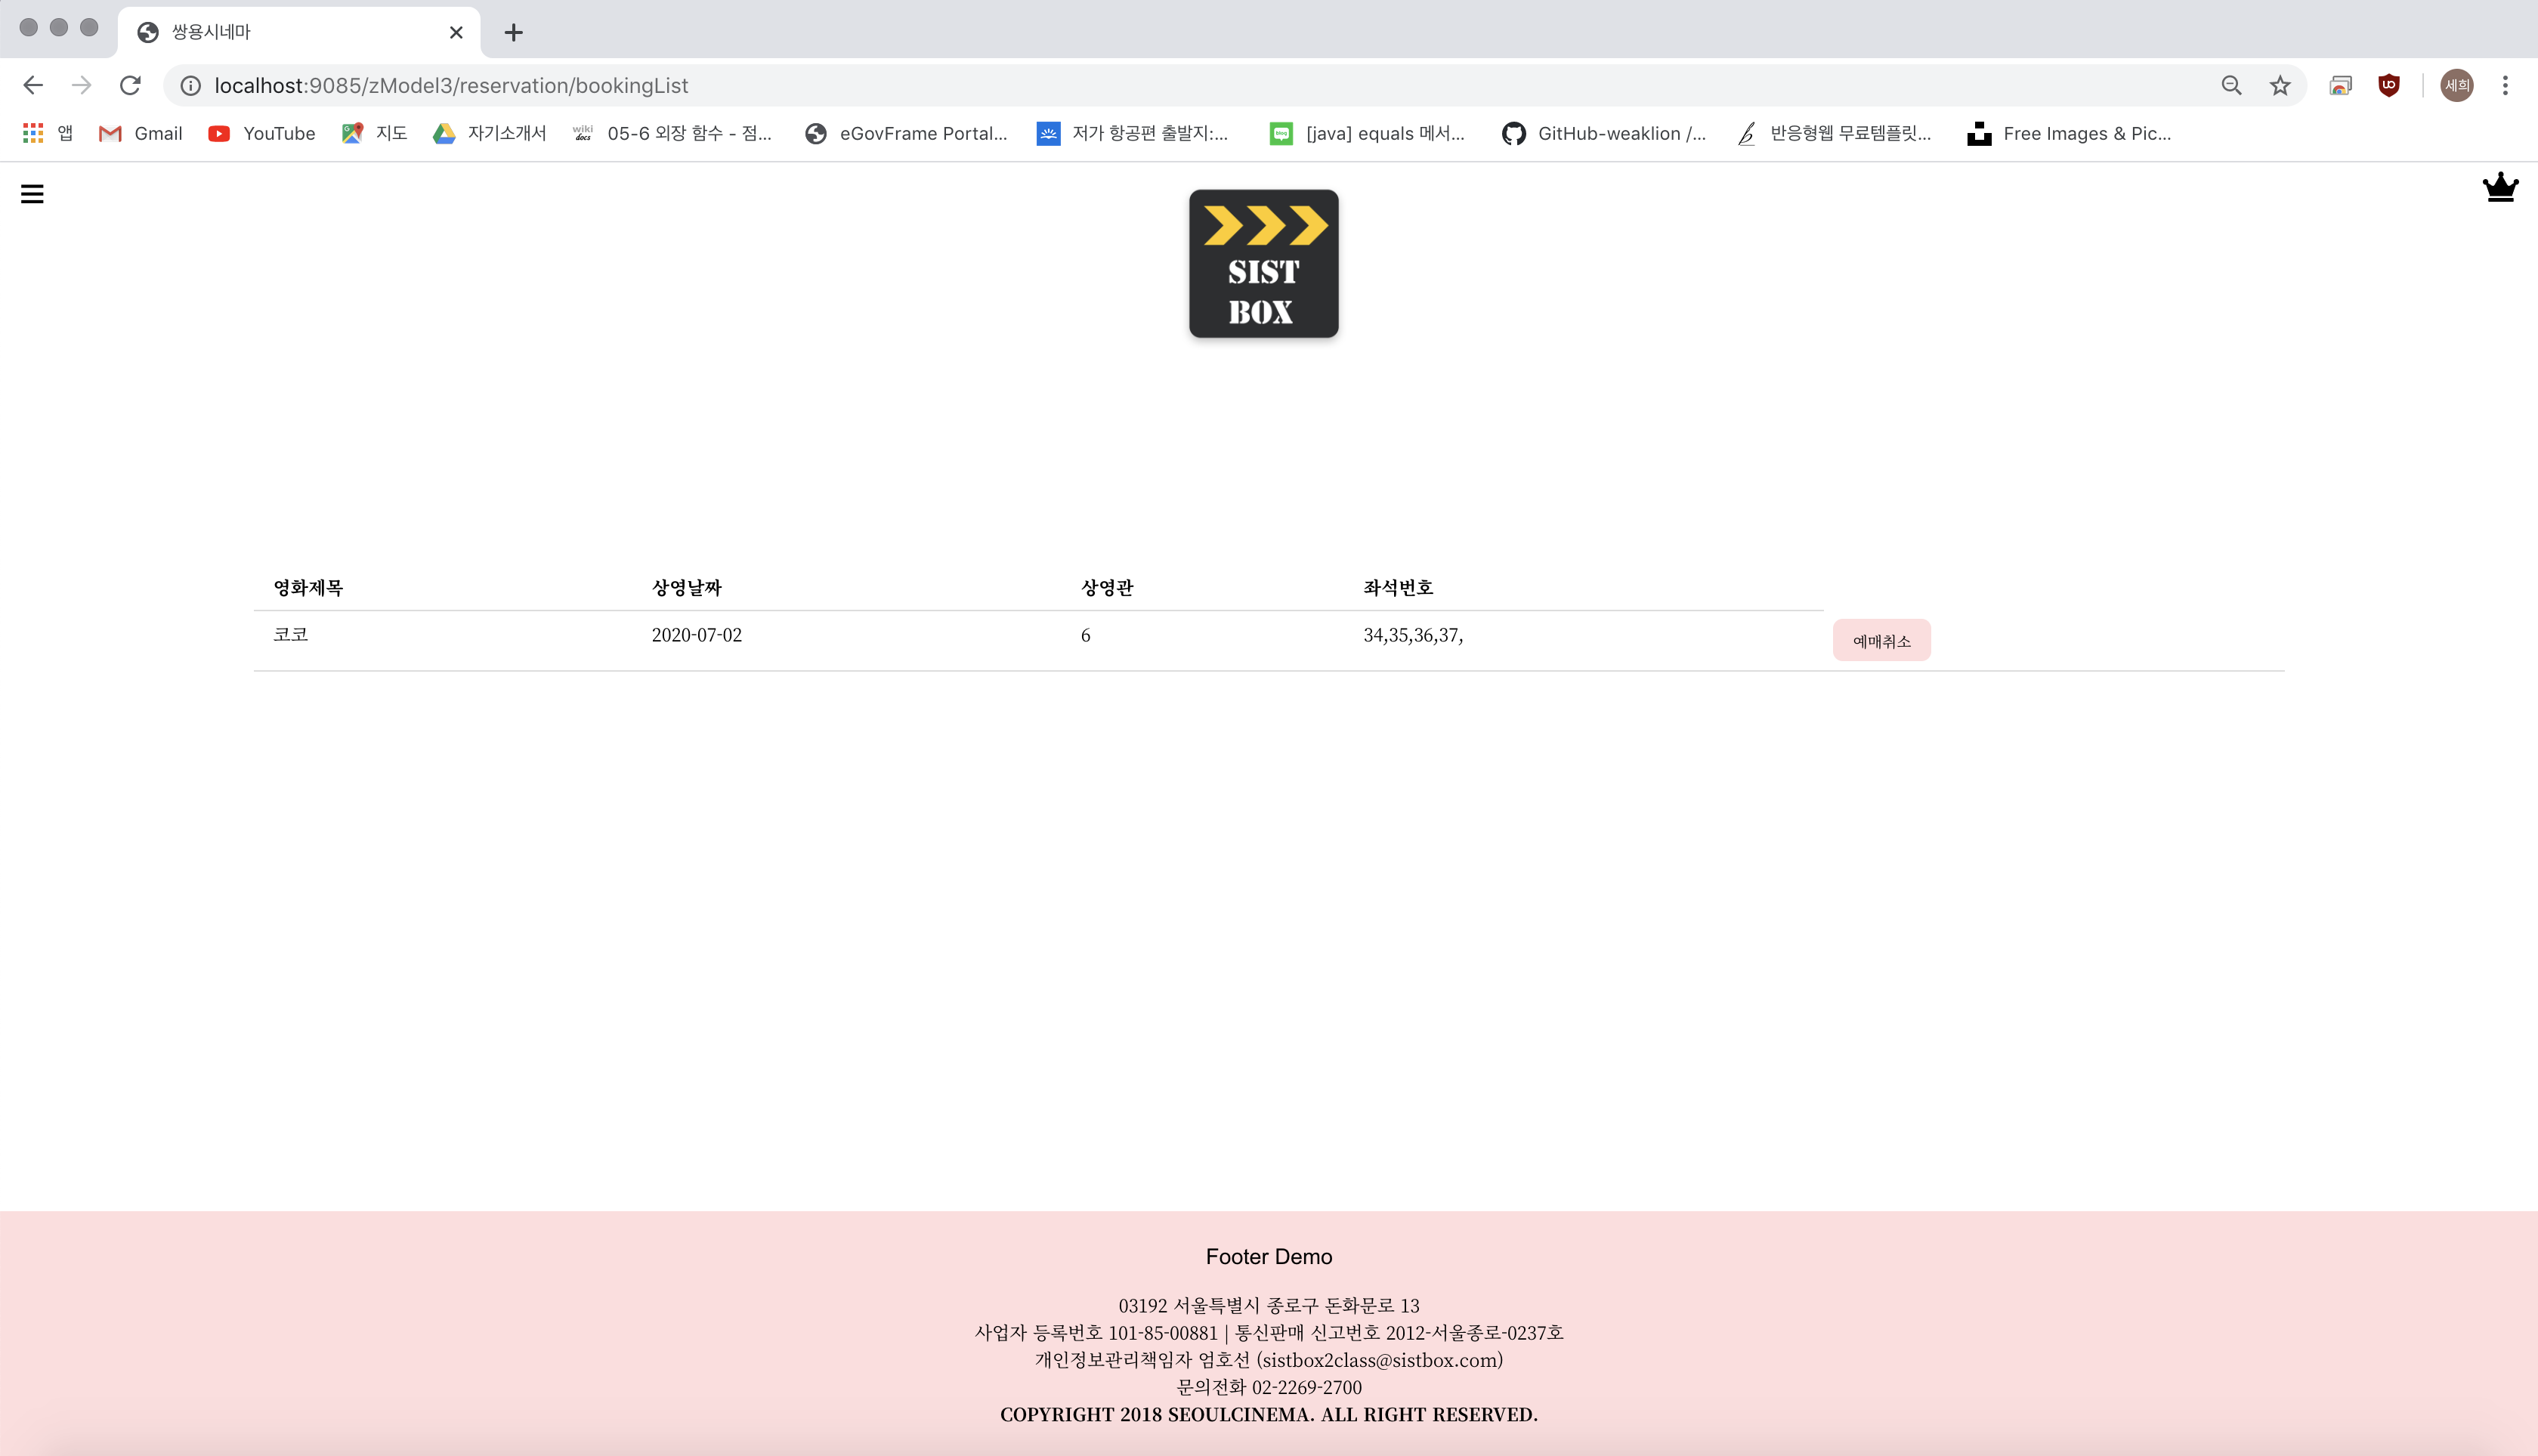 쌍용시네마
localhost:9085/zModel3/reservation/bookingList
세희
앱 Gmail YouTube 지도 자기소개서 wiki docs 05-6 외장 함수 - 점... eGovFrame Portal... 저가 항공편 출발지:... blog [java] equals 메서... GitHub-weaklion /... 반응형웹 무료템플릿... Free Images & Pic...
SIST
BOX
영화제목 상영날짜 상영관 좌석번호
코코 2020-07-02 6 34,35,36,37, 예매취소
Footer Demo
03192 서울특별시 종로구 돈화문로 13
사업자 등록번호 101-85-00881 | 통신판매 신고번호 2012-서울종로-0237호
개인정보관리책임자 엄호선 (sistbox2class@sistbox.com)
문의전화 02-2269-2700
COPYRIGHT 2018 SEOULCINEMA. ALL RIGHT RESERVED.